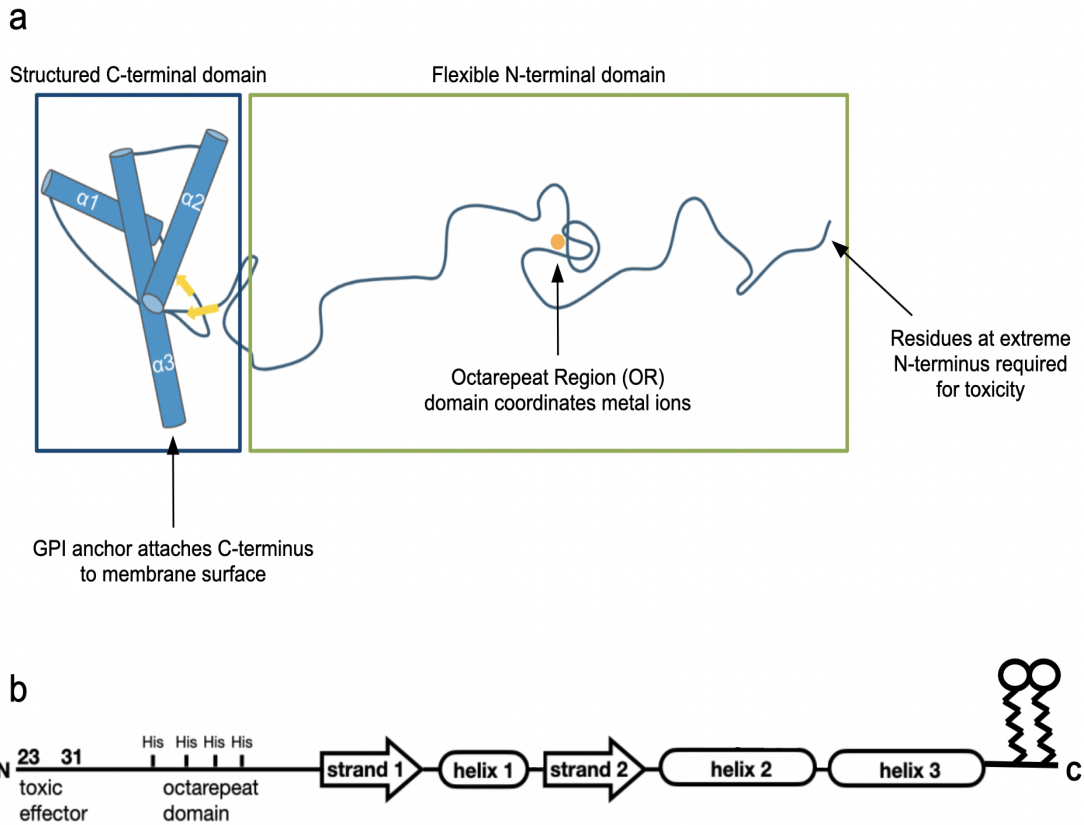 a
Structured C-terminal domain
Flexible N-terminal domain
α1
α2
α3
Octarepeat Region (OR)
domain coordinates metal ions
Residues at extreme
N-terminus required
for toxicity
GPI anchor attaches C-terminus
to membrane surface
b
His His His His
N 23 31 strand 1 helix 1 strand 2 helix 2 helix 3 C
toxic
effector
octarepeat
domain